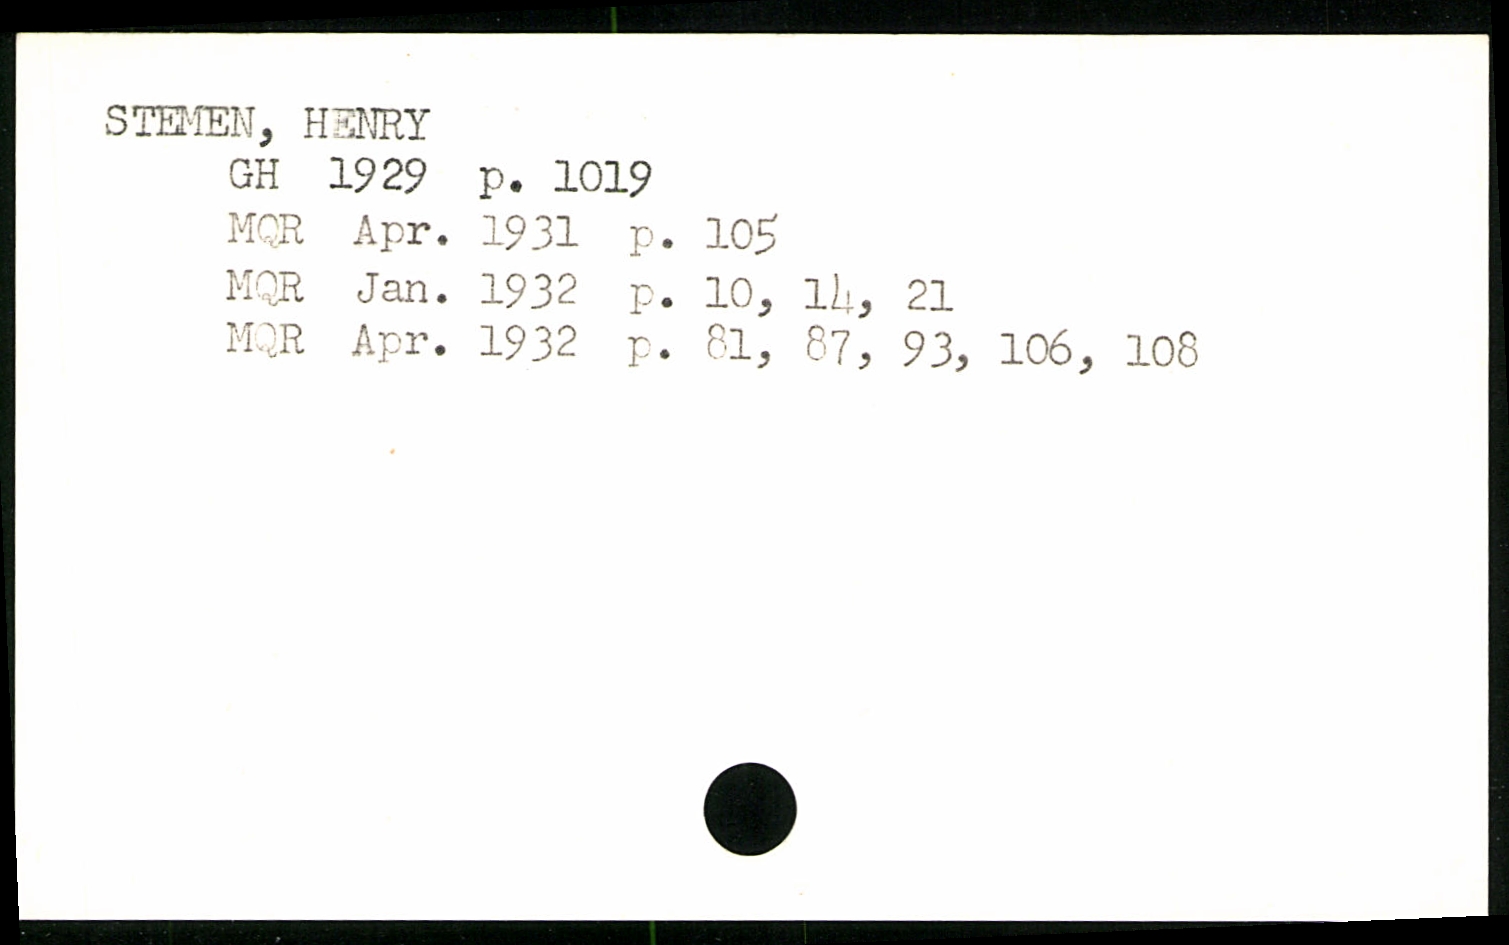 STEMEN, HENRY
GH 1929 p. 1019
MQR Apr. 1931 p. 105
MQR Jan. 1932 p. 10, 14, 21
MQR Apr. 1932 p. 81, 87, 93, 106, 108